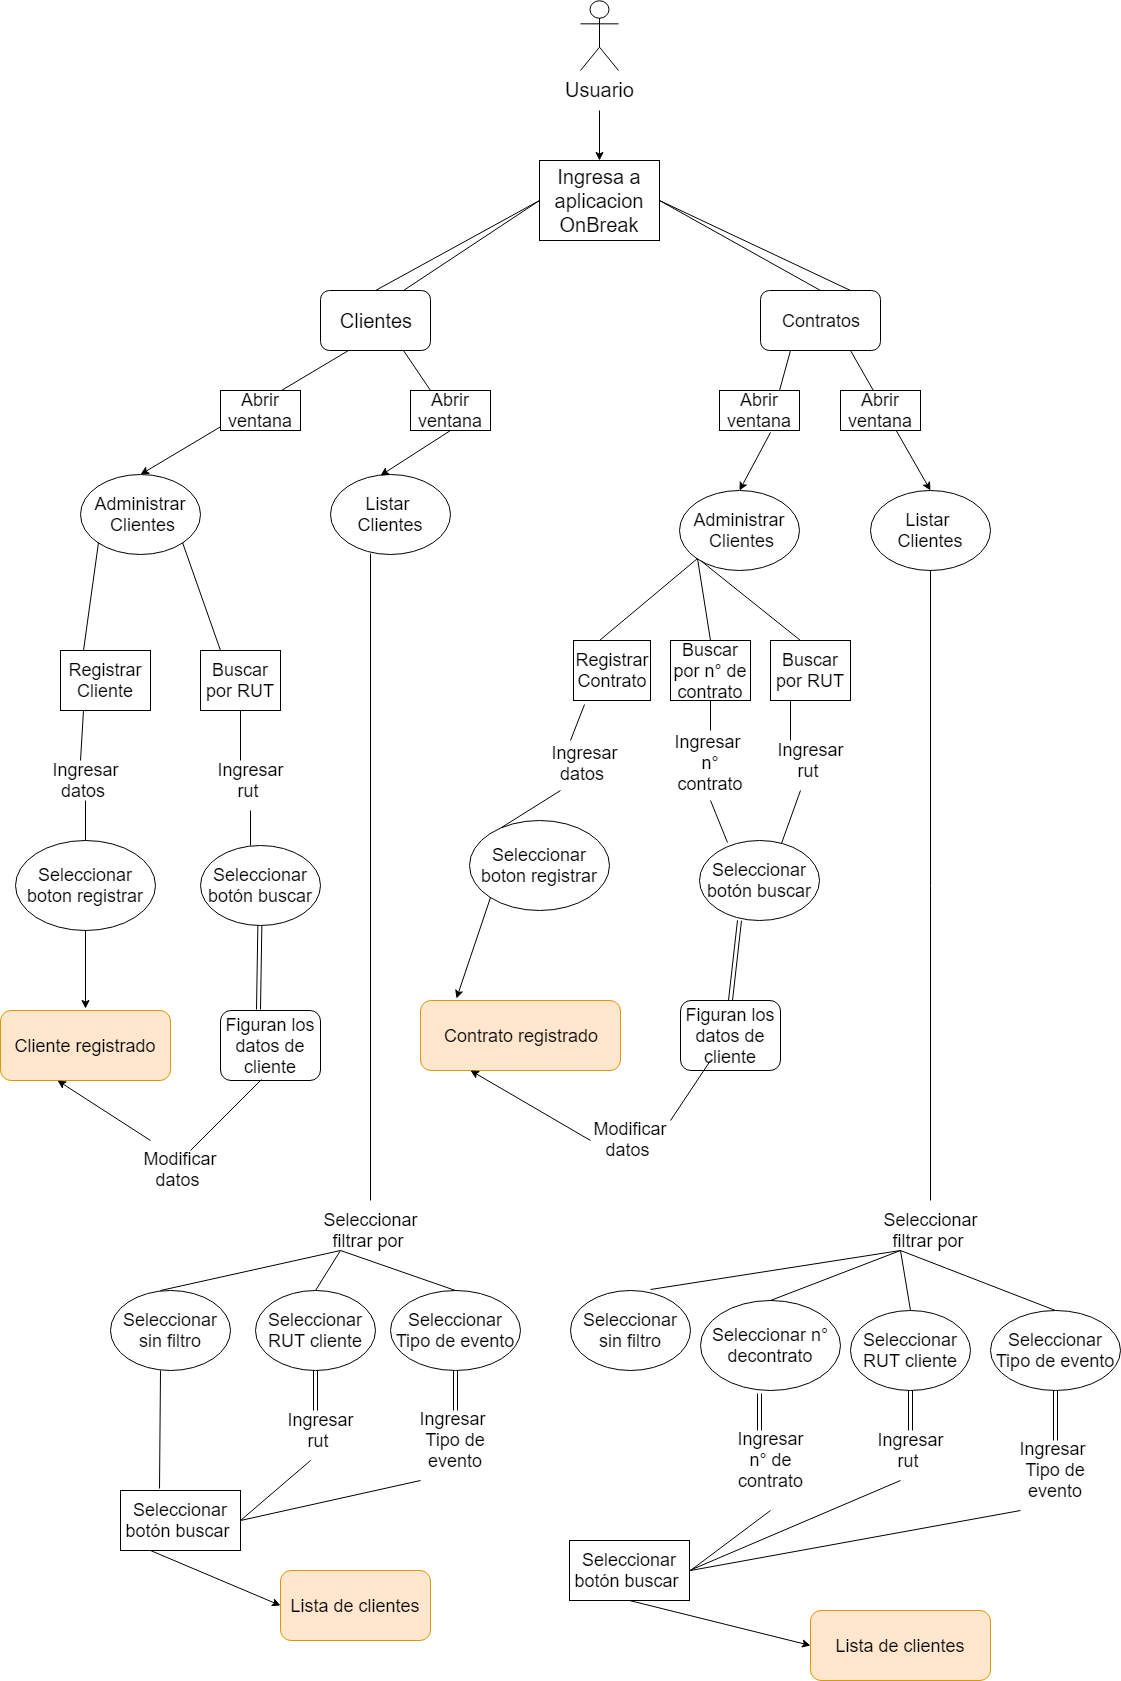 Usuario
Ingresa a
aplicacion
OnBreak
Clientes
Contratos
Abrir
ventana
Abrir
ventana
Abrir
ventana
Abrir
ventana
Administrar
Clientes
Listar
Clientes
Administrar
Clientes
Listar
Clientes
Registrar
Cliente
Buscar
por RUT
Registrar
Contrato
Buscar
por n° de
contrato
Buscar
por RUT
Ingresar
datos
Ingresar
rut
Ingresar
datos
Ingresar
n°
contrato
Ingresar
rut
Seleccionar
boton registrar
Seleccionar
botón buscar
Seleccionar
boton registrar
Seleccionar
botón buscar
Cliente registrado
Figuran los
datos de
cliente
Contrato registrado
Figuran los
datos de
cliente
Modificar
datos
Modificar
datos
Seleccionar
filtrar por
Seleccionar
filtrar por
Seleccionar
sin filtro
Seleccionar
RUT cliente
Seleccionar
Tipo de evento
Seleccionar
sin filtro
Seleccionar n°
decontrato
Seleccionar
RUT cliente
Seleccionar
Tipo de evento
Ingresar
rut
Ingresar
Tipo de
evento
Ingresar
n° de
contrato
Ingresar
rut
Ingresar
Tipo de
evento
Seleccionar
botón buscar
Seleccionar
botón buscar
Lista de clientes
Lista de clientes